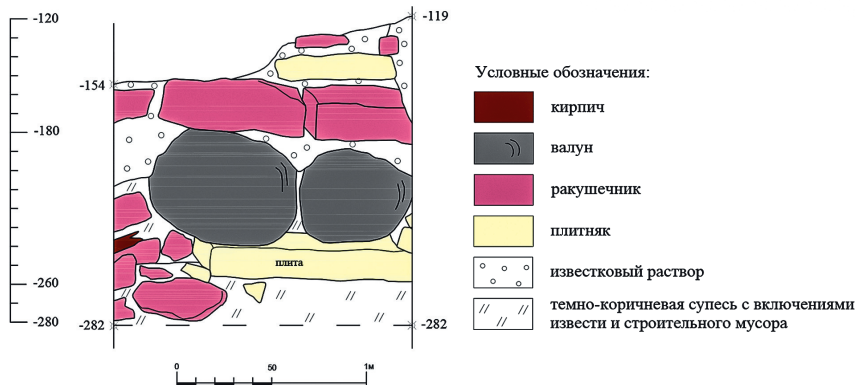 -120
-119
-154
-180
-260
-280
-282
-282
плита
0
50
1м
Условные обозначения:
кирпич
валун
ракушечник
плитняк
известковый раствор
темно-коричневая супесь с включениями
извести и строительного мусора